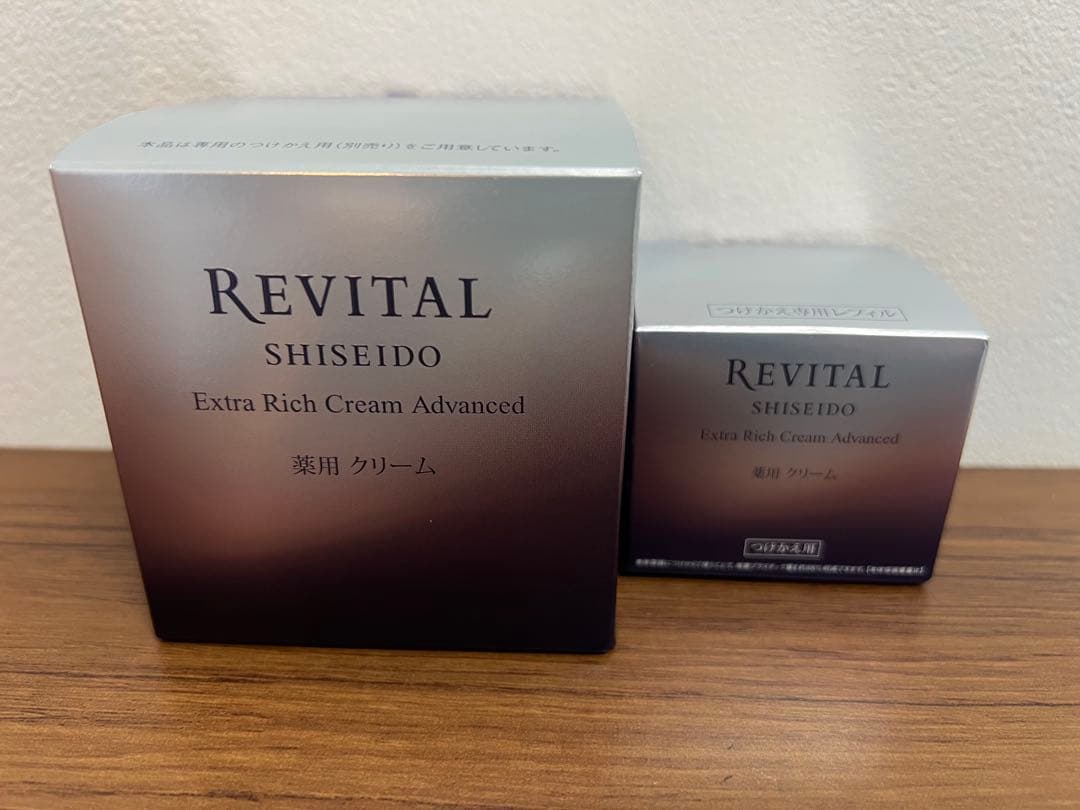 本品は専用のつけかえ用(別売り)をご用意しています。
REVITAL
SHISEIDO
Extra Rich Cream Advanced
薬用 クリーム
つけかえ専用レフィル
REVITAL
SHISEIDO
Extra Rich Cream Advanced
薬用 クリーム
つけかえ用